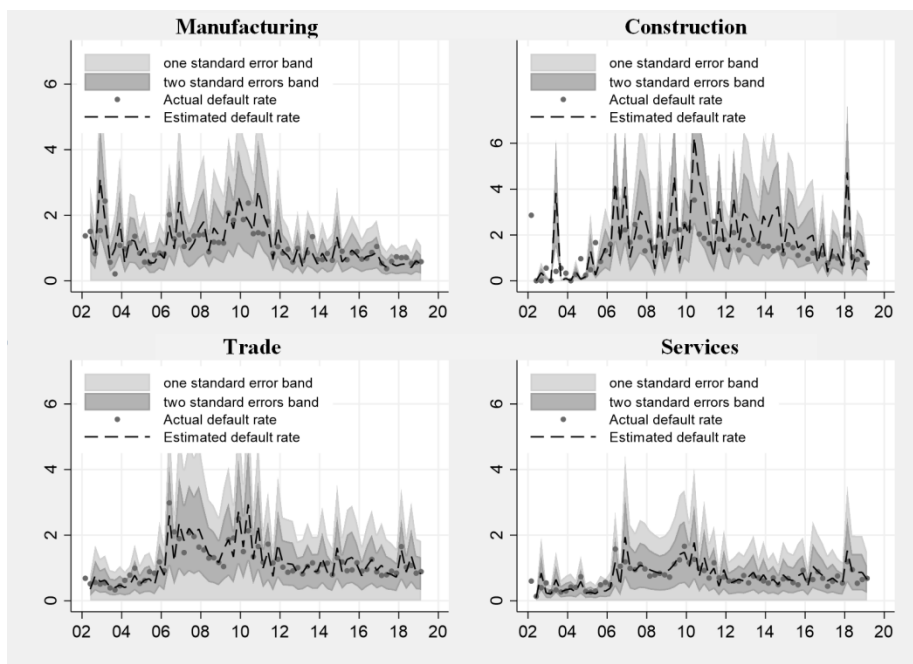 Manufacturing
one standard error band
two standard errors band
Actual default rate
Estimated default rate
6
4
2
0
02 04 06 08 10 12 14 16 18 20
Construction
one standard error band
two standard errors band
Actual default rate
Estimated default rate
6
4
2
0
02 04 06 08 10 12 14 16 18 20
Trade
one standard error band
two standard errors band
Actual default rate
Estimated default rate
6
4
2
0
02 04 06 08 10 12 14 16 18 20
Services
one standard error band
two standard errors band
Actual default rate
Estimated default rate
6
4
2
0
02 04 06 08 10 12 14 16 18 20